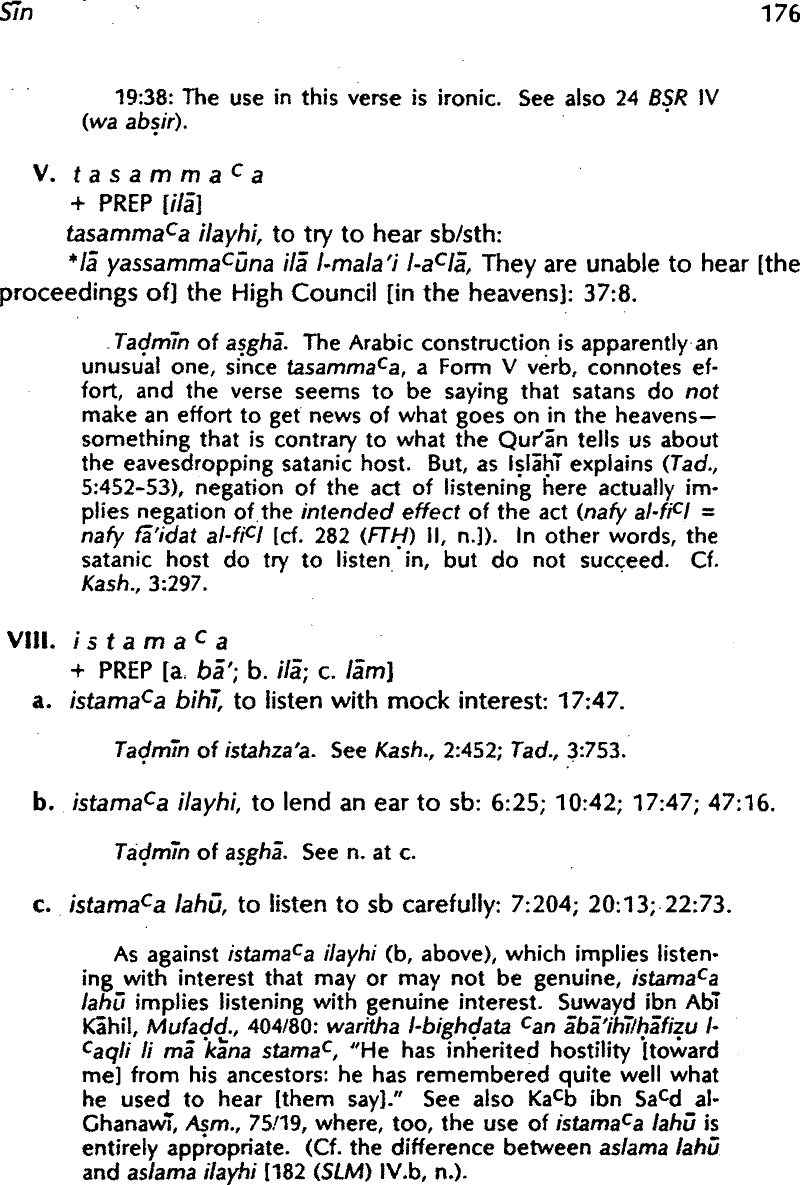 Sīn 176
19:38: The use in this verse is ironic. See also 24 BṢR IV
(wa abṣir).
V. t a s a m m a ᶜ a
+ PREP [ilā]
tasammaᶜa ilayhi, to try to hear sb/sth:
*lā yassammaᶜūna ilā l-mala'i l-aᶜlā, They are unable to hear [the
proceedings of] the High Council [in the heavens]: 37:8.
Taḍmīn of aṣghā. The Arabic construction is apparently an
unusual one, since tasammaᶜa, a Form V verb, connotes ef-
fort, and the verse seems to be saying that satans do not
make an effort to get news of what goes on in the heavens—
something that is contrary to what the Qur'ān tells us about
the eavesdropping satanic host. But, as Iṣlāḥī explains (Tad.,
5:452-53), negation of the act of listening here actually im-
plies negation of the intended effect of the act (nafy al-fiᶜl =
nafy fā'idat al-fiᶜl [cf. 282 (FTḤ) II, n.]). In other words, the
satanic host do try to listen in, but do not succeed. Cf.
Kash., 3:297.
VIII. i s t a m a ᶜ a
+ PREP [a. bā'; b. ilā; c. lām]
a. istamaᶜa bihī, to listen with mock interest: 17:47.
Taḍmīn of istahza'a. See Kash., 2:452; Tad., 3:753.
b. istamaᶜa ilayhi, to lend an ear to sb: 6:25; 10:42; 17:47; 47:16.
Taḍmīn of aṣghā. See n. at c.
c. istamaᶜa lahū, to listen to sb carefully: 7:204; 20:13; 22:73.
As against istamaᶜa ilayhi (b, above), which implies listen-
ing with interest that may or may not be genuine, istamaᶜa
lahū implies listening with genuine interest. Suwayd ibn Abī
Kāhil, Mufaḍḍ., 404/80: waritha l-bighḍata ᶜan ābā'ihī/ḥāfiẓu l-
ᶜaqli li mā kāna stamaᶜ, "He has inherited hostility [toward
me] from his ancestors: he has remembered quite well what
he used to hear [them say]." See also Kaᶜb ibn Saᶜd al-
Ghanawī, Aṣm., 75/19, where, too, the use of istamaᶜa lahū is
entirely appropriate. (Cf. the difference between aslama lahū
and aslama ilayhi [182 (SLM) IV.b, n.).